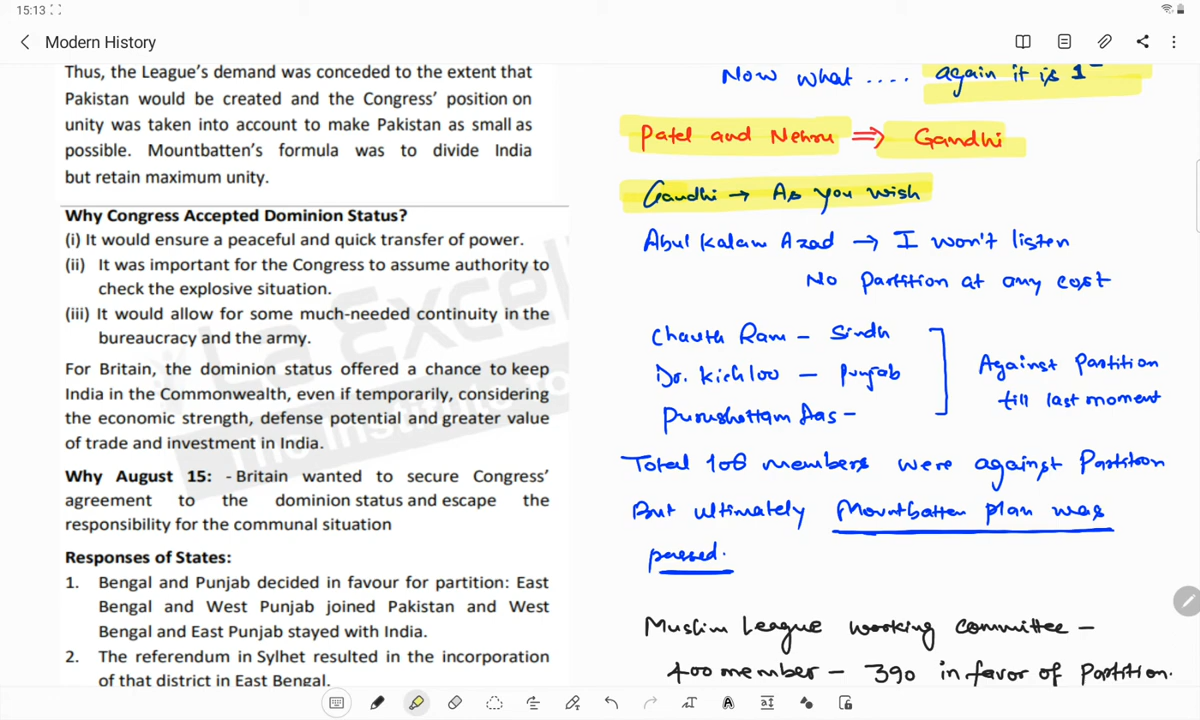 15:13
Modern History
Thus, the League's demand was conceded to the extent that
Pakistan would be created and the Congress' position on
unity was taken into account to make Pakistan as small as
possible. Mountbatten's formula was to divide India
but retain maximum unity.
Why Congress Accepted Dominion Status?
(i) It would ensure a peaceful and quick transfer of power.
(ii) It was important for the Congress to assume authority to
check the explosive situation.
(iii) It would allow for some much-needed continuity in the
bureaucracy and the army.
For Britain, the dominion status offered a chance to keep
India in the Commonwealth, even if temporarily, considering
the economic strength, defense potential and greater value
of trade and investment in India.
Why August 15: - Britain wanted to secure Congress'
agreement to the dominion status and escape the
responsibility for the communal situation
Responses of States:
1. Bengal and Punjab decided in favour for partition: East
Bengal and West Punjab joined Pakistan and West
Bengal and East Punjab stayed with India.
2. The referendum in Sylhet resulted in the incorporation
of that district in East Bengal.
La Excel
Now what .... again it is 1
Patel and Nehru ⇒ Gandhi
Gandhi → As you wish
Abul Kalam Azad → I won't listen
No Partition at any cost
Chauth Ram - Sindh
Dr. Kichloo - Punjab
Purushottam das -
Against Partition
till last moment
Total members were against Partition
But ultimately Mountbatten plan was
passed.
Muslim League working committee -
400 member - 390 in favor of Partition.